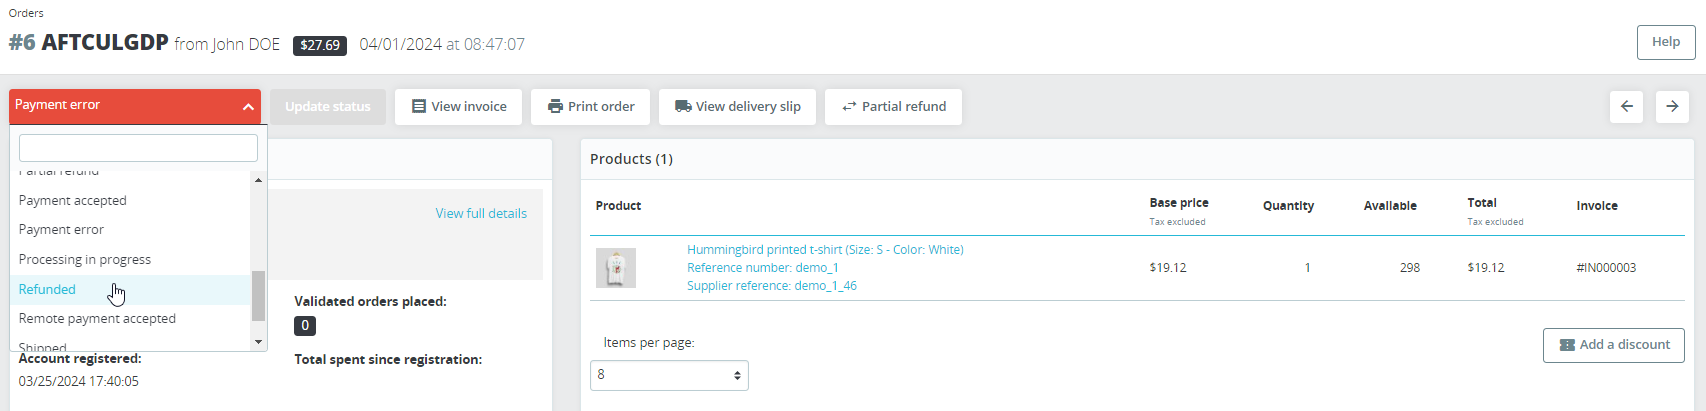 Orders
#6 AFTCULGDP from John DOE $27.69 04/01/2024 at 08:47:07
Help
Payment error
Update status
View invoice
Print order
View delivery slip
Partial refund
Partial refund
Payment accepted
Payment error
Processing in progress
Refunded
Remote payment accepted
Shipped
View full details
Validated orders placed:
0
Account registered:
03/25/2024 17:40:05
Total spent since registration:
Products (1)
Product
Base price
Tax excluded
Quantity
Available
Total
Tax excluded
Invoice
Hummingbird printed t-shirt (Size: S - Color: White)
Reference number: demo_1
Supplier reference: demo_1_46
$19.12
1
298
$19.12
#IN000003
Items per page:
8
Add a discount